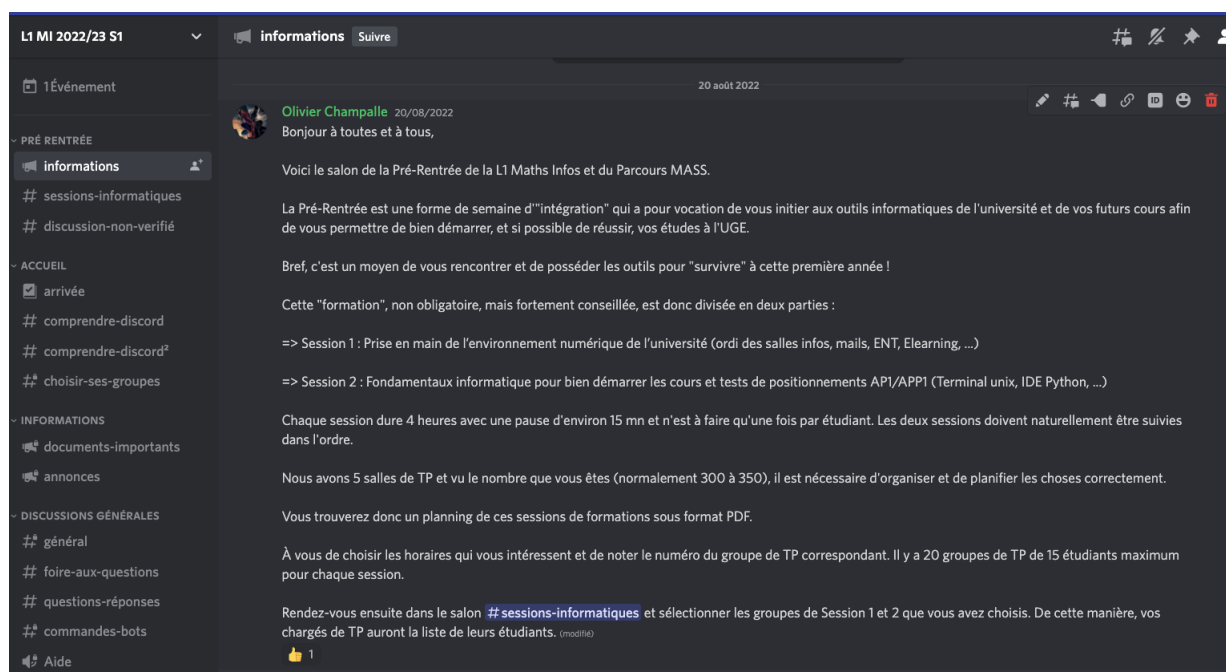 L1 MI 2022/23 S1
1 Événement
PRÉ RENTRÉE
informations
sessions-informatiques
discussion-non-verifié
ACCUEIL
arrivée
comprendre-discord
comprendre-discord²
choisir-ses-groupes
INFORMATIONS
documents-importants
annonces
DISCUSSIONS GÉNÉRALES
général
foire-aux-questions
questions-réponses
commandes-bots
Aide
informations Suivre
20 août 2022
ID
Olivier Champalle 20/08/2022
Bonjour à toutes et à tous,
Voici le salon de la Pré-Rentrée de la L1 Maths Infos et du Parcours MASS.
La Pré-Rentrée est une forme de semaine d'"intégration" qui a pour vocation de vous initier aux outils informatiques de l'université et de vos futurs cours afin
de vous permettre de bien démarrer, et si possible de réussir, vos études à l'UGE.
Bref, c'est un moyen de vous rencontrer et de posséder les outils pour "survivre" à cette première année !
Cette "formation", non obligatoire, mais fortement conseillée, est donc divisée en deux parties :
=> Session 1 : Prise en main de l'environnement numérique de l'université (ordi des salles infos, mails, ENT, Elearning, ...)
=> Session 2 : Fondamentaux informatique pour bien démarrer les cours et tests de positionnements AP1/APP1 (Terminal unix, IDE Python, ...)
Chaque session dure 4 heures avec une pause d'environ 15 mn et n'est à faire qu'une fois par étudiant. Les deux sessions doivent naturellement être suivies
dans l'ordre.
Nous avons 5 salles de TP et vu le nombre que vous êtes (normalement 300 à 350), il est nécessaire d'organiser et de planifier les choses correctement.
Vous trouverez donc un planning de ces sessions de formations sous format PDF.
À vous de choisir les horaires qui vous intéressent et de noter le numéro du groupe de TP correspondant. Il y a 20 groupes de TP de 15 étudiants maximum
pour chaque session.
Rendez-vous ensuite dans le salon # sessions-informatiques et sélectionner les groupes de Session 1 et 2 que vous avez choisis. De cette manière, vos
chargés de TP auront la liste de leurs étudiants. (modifié)
1